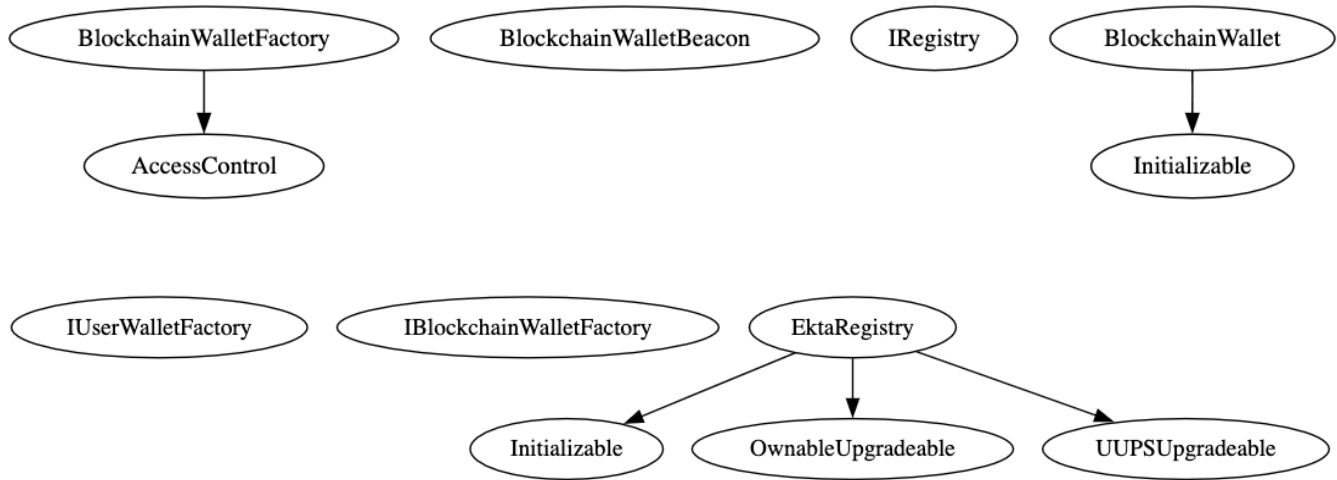 BlockchainWalletFactory
BlockchainWalletBeacon
IRegistry
BlockchainWallet
AccessControl
Initializable
IUserWalletFactory
IBlockchainWalletFactory
EktaRegistry
Initializable
OwnableUpgradeable
UUPSUpgradeable